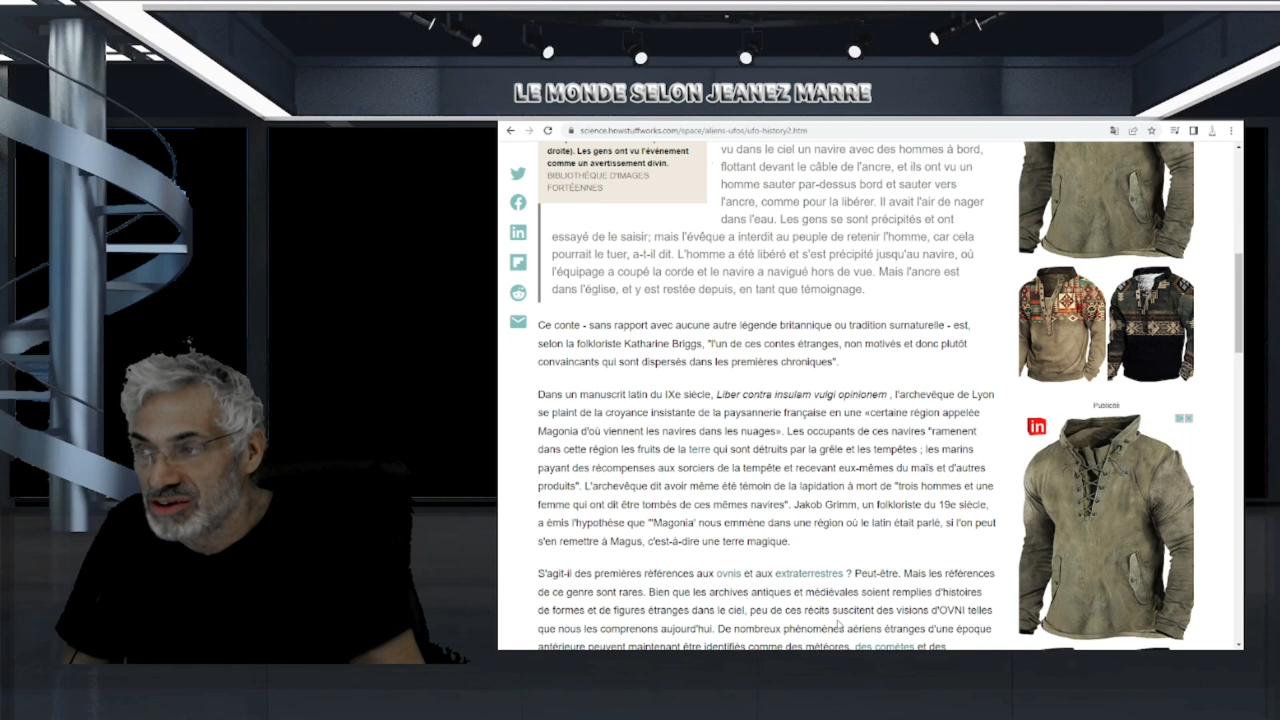 LE MONDE SELON JEANEZ MARRE
science.howstuffworks.com/space/aliens-ufos/ufo-history2.htm
droite). Les gens ont vu l'événement
comme un avertissement divin.
BIBLIOTHÈQUE D'IMAGES
FORTÉENNES
vu dans le ciel un navire avec des hommes à bord,
flottant devant le câble de l'ancre, et ils ont vu un
homme sauter par-dessus bord et sauter vers
l'ancre, comme pour la libérer. Il avait l'air de nager
dans l'eau. Les gens se sont précipités et ont
essayé de le saisir; mais l'évêque a interdit au peuple de retenir l'homme, car cela
pourrait le tuer, a-t-il dit. L'homme a été libéré et s'est précipité jusqu'au navire, où
l'équipage a coupé la corde et le navire a navigué hors de vue. Mais l'ancre est
dans l'église, et y est restée depuis, en tant que témoignage.
Ce conte - sans rapport avec aucune autre légende britannique ou tradition surnaturelle - est,
selon la folkloriste Katharine Briggs, "l'un de ces contes étranges, non motivés et donc plutôt
convaincants qui sont dispersés dans les premières chroniques".
Dans un manuscrit latin du IXe siècle, Liber contra insulam vulgi opinionem , l'archevêque de Lyon
se plaint de la croyance insistante de la paysannerie française en une «certaine région appelée
Magonia d'où viennent les navires dans les nuages». Les occupants de ces navires "ramenent
dans cette région les fruits de la terre qui sont détruits par la grêle et les tempêtes ; les marins
payant des récompenses aux sorciers de la tempête et recevant eux-mêmes du maïs et d'autres
produits". L'archevêque dit avoir même été témoin de la lapidation à mort de "trois hommes et une
femme qui ont dit être tombés de ces mêmes navires". Jakob Grimm, un folkloriste du 19e siècle,
a émis l'hypothèse que "'Magonia' nous emmène dans une région où le latin était parlé, si l'on peut
s'en remettre à Magus, c'est-à-dire une terre magique.
Publicité
in
S'agit-il des premières références aux ovnis et aux extraterrestres ? Peut-être. Mais les références
de ce genre sont rares. Bien que les archives antiques et médiévales soient remplies d'histoires
de formes et de figures étranges dans le ciel, peu de ces récits suscitent des visions d'OVNI telles
que nous les comprenons aujourd'hui. De nombreux phénomènes aériens étranges d'une époque
antérieure peuvent maintenant être identifiés comme des météores, des comètes et des